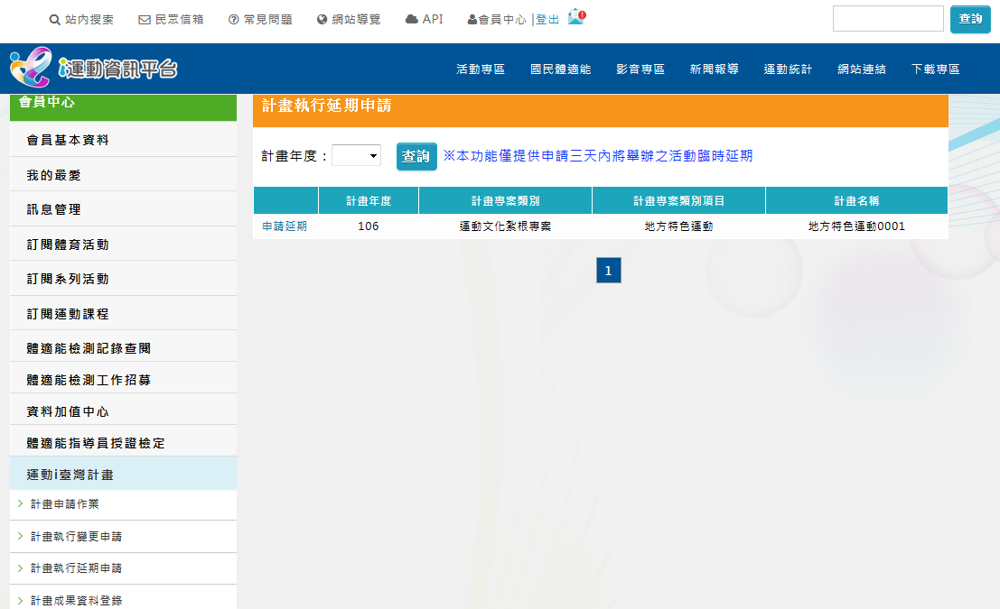 站內搜索 民眾信箱 常見問題 網站導覽 API 會員中心 |登出
查詢
i運動資訊平台 活動專區 國民體適能 影音專區 新聞報導 運動統計 網站連結 下載專區
會員中心
會員基本資料
我的最愛
訊息管理
訂閱體育活動
訂閱系列活動
訂閱運動課程
體適能檢測記錄查閱
體適能檢測工作招募
資料加值中心
體適能指導員授證檢定
運動i臺灣計畫
計畫申請作業
計畫執行變更申請
計畫執行延期申請
計畫成果資料登錄
計畫執行延期申請
計畫年度： 查詢 ※本功能僅提供申請三天內將舉辦之活動臨時延期
計畫年度 計畫專案類別 計畫專案類別項目 計畫名稱
申請延期 106 運動文化紮根專案 地方特色運動 地方特色運動0001
1